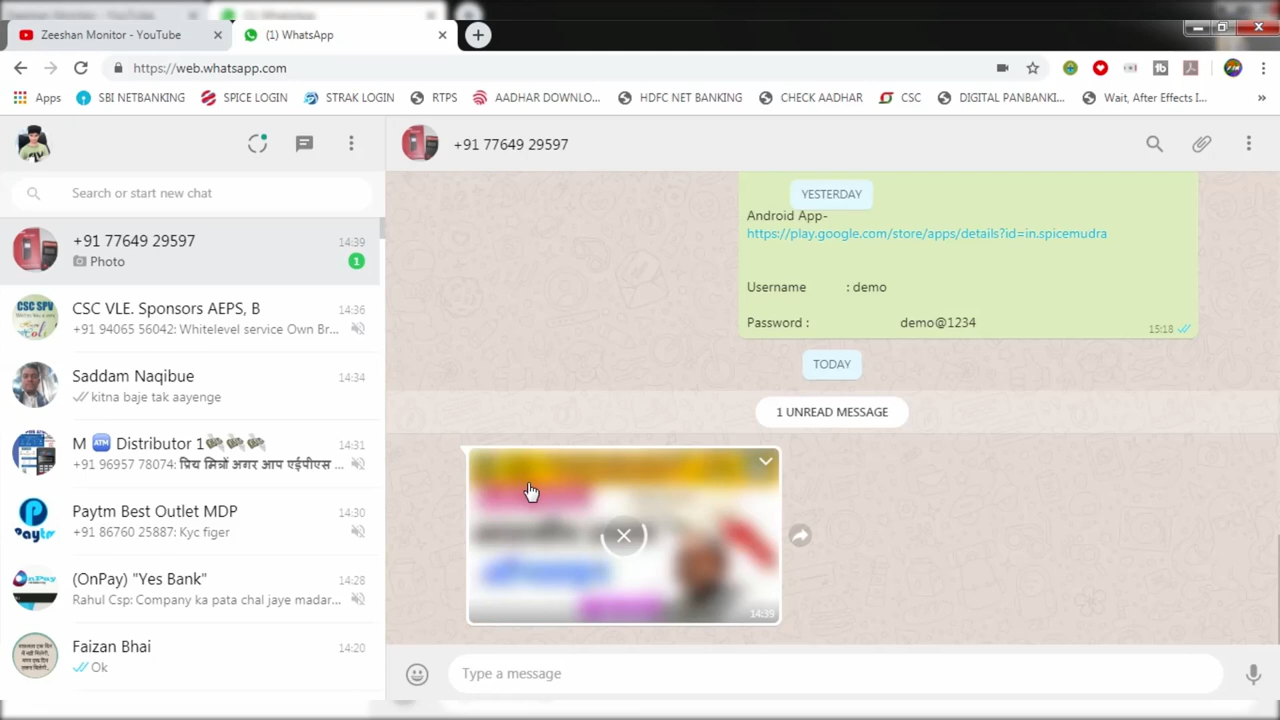 Zeeshan Monitor - YouTube
(1) WhatsApp
https://web.whatsapp.com
Apps
SBI NETBANKING
SPICE LOGIN
STRAK LOGIN
RTPS
AADHAR DOWNLO...
HDFC NET BANKING
CHECK AADHAR
CSC
DIGITAL PANBANKI...
Wait, After Effects I...
»
+91 77649 29597
Search or start new chat
+91 77649 29597
14:39
Photo
1
CSC VLE. Sponsors AEPS, B
14:36
+91 94065 56042: Whitelevel service Own Br...
Saddam Naqibue
14:34
kitna baje tak aayenge
M 🏧 Distributor 1💸💸💸
14:31
+91 96957 78074: प्रिय मित्रों अगर आप एईपीएस ...
Paytm Best Outlet MDP
14:30
+91 86760 25887: Kyc figer
(OnPay) "Yes Bank"
14:28
Rahul Csp: Company ka pata chal jaye madar...
Faizan Bhai
14:20
Ok
YESTERDAY
Android App-
https://play.google.com/store/apps/details?id=in.spicemudra
Username : demo
Password : demo@1234
15:18
TODAY
1 UNREAD MESSAGE
14:39
Type a message